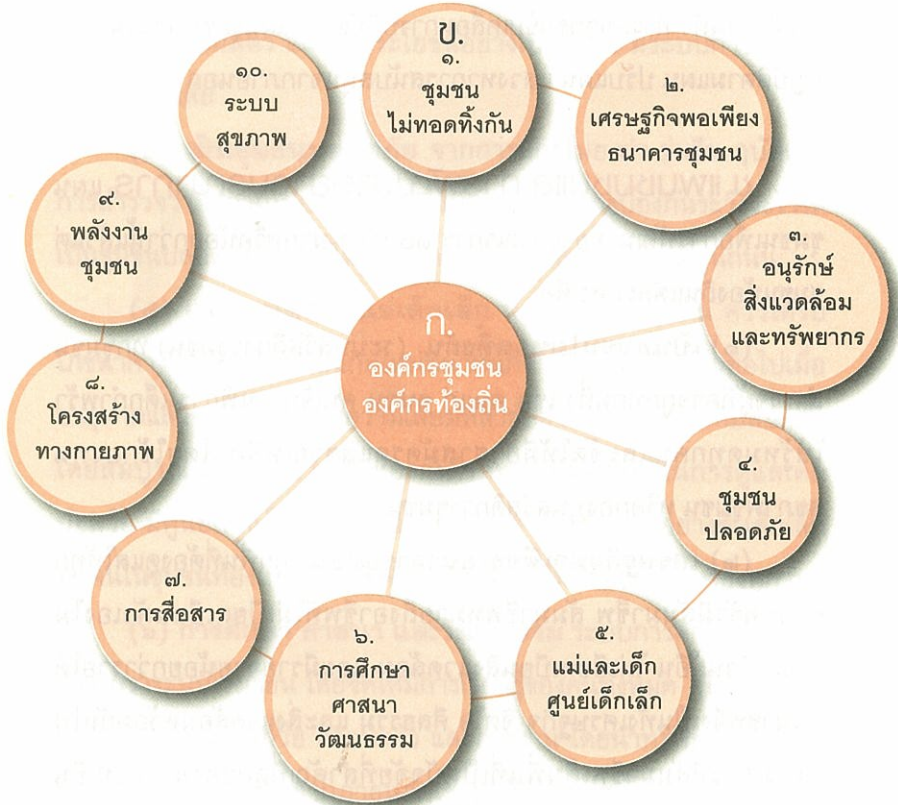 ข.
๑.
ชุมชน
ไม่ทอดทิ้งกัน
๒.
เศรษฐกิจพอเพียง
ธนาคารชุมชน
๓.
อนุรักษ์
สิ่งแวดล้อม
และทรัพยากร
๔.
ชุมชน
ปลอดภัย
๕.
แม่และเด็ก
ศูนย์เด็กเล็ก
๖.
การศึกษา
ศาสนา
วัฒนธรรม
๗.
การสื่อสาร
๘.
โครงสร้าง
ทางกายภาพ
๙.
พลังงาน
ชุมชน
๑๐.
ระบบ
สุขภาพ
ก.
องค์กรชุมชน
องค์กรท้องถิ่น